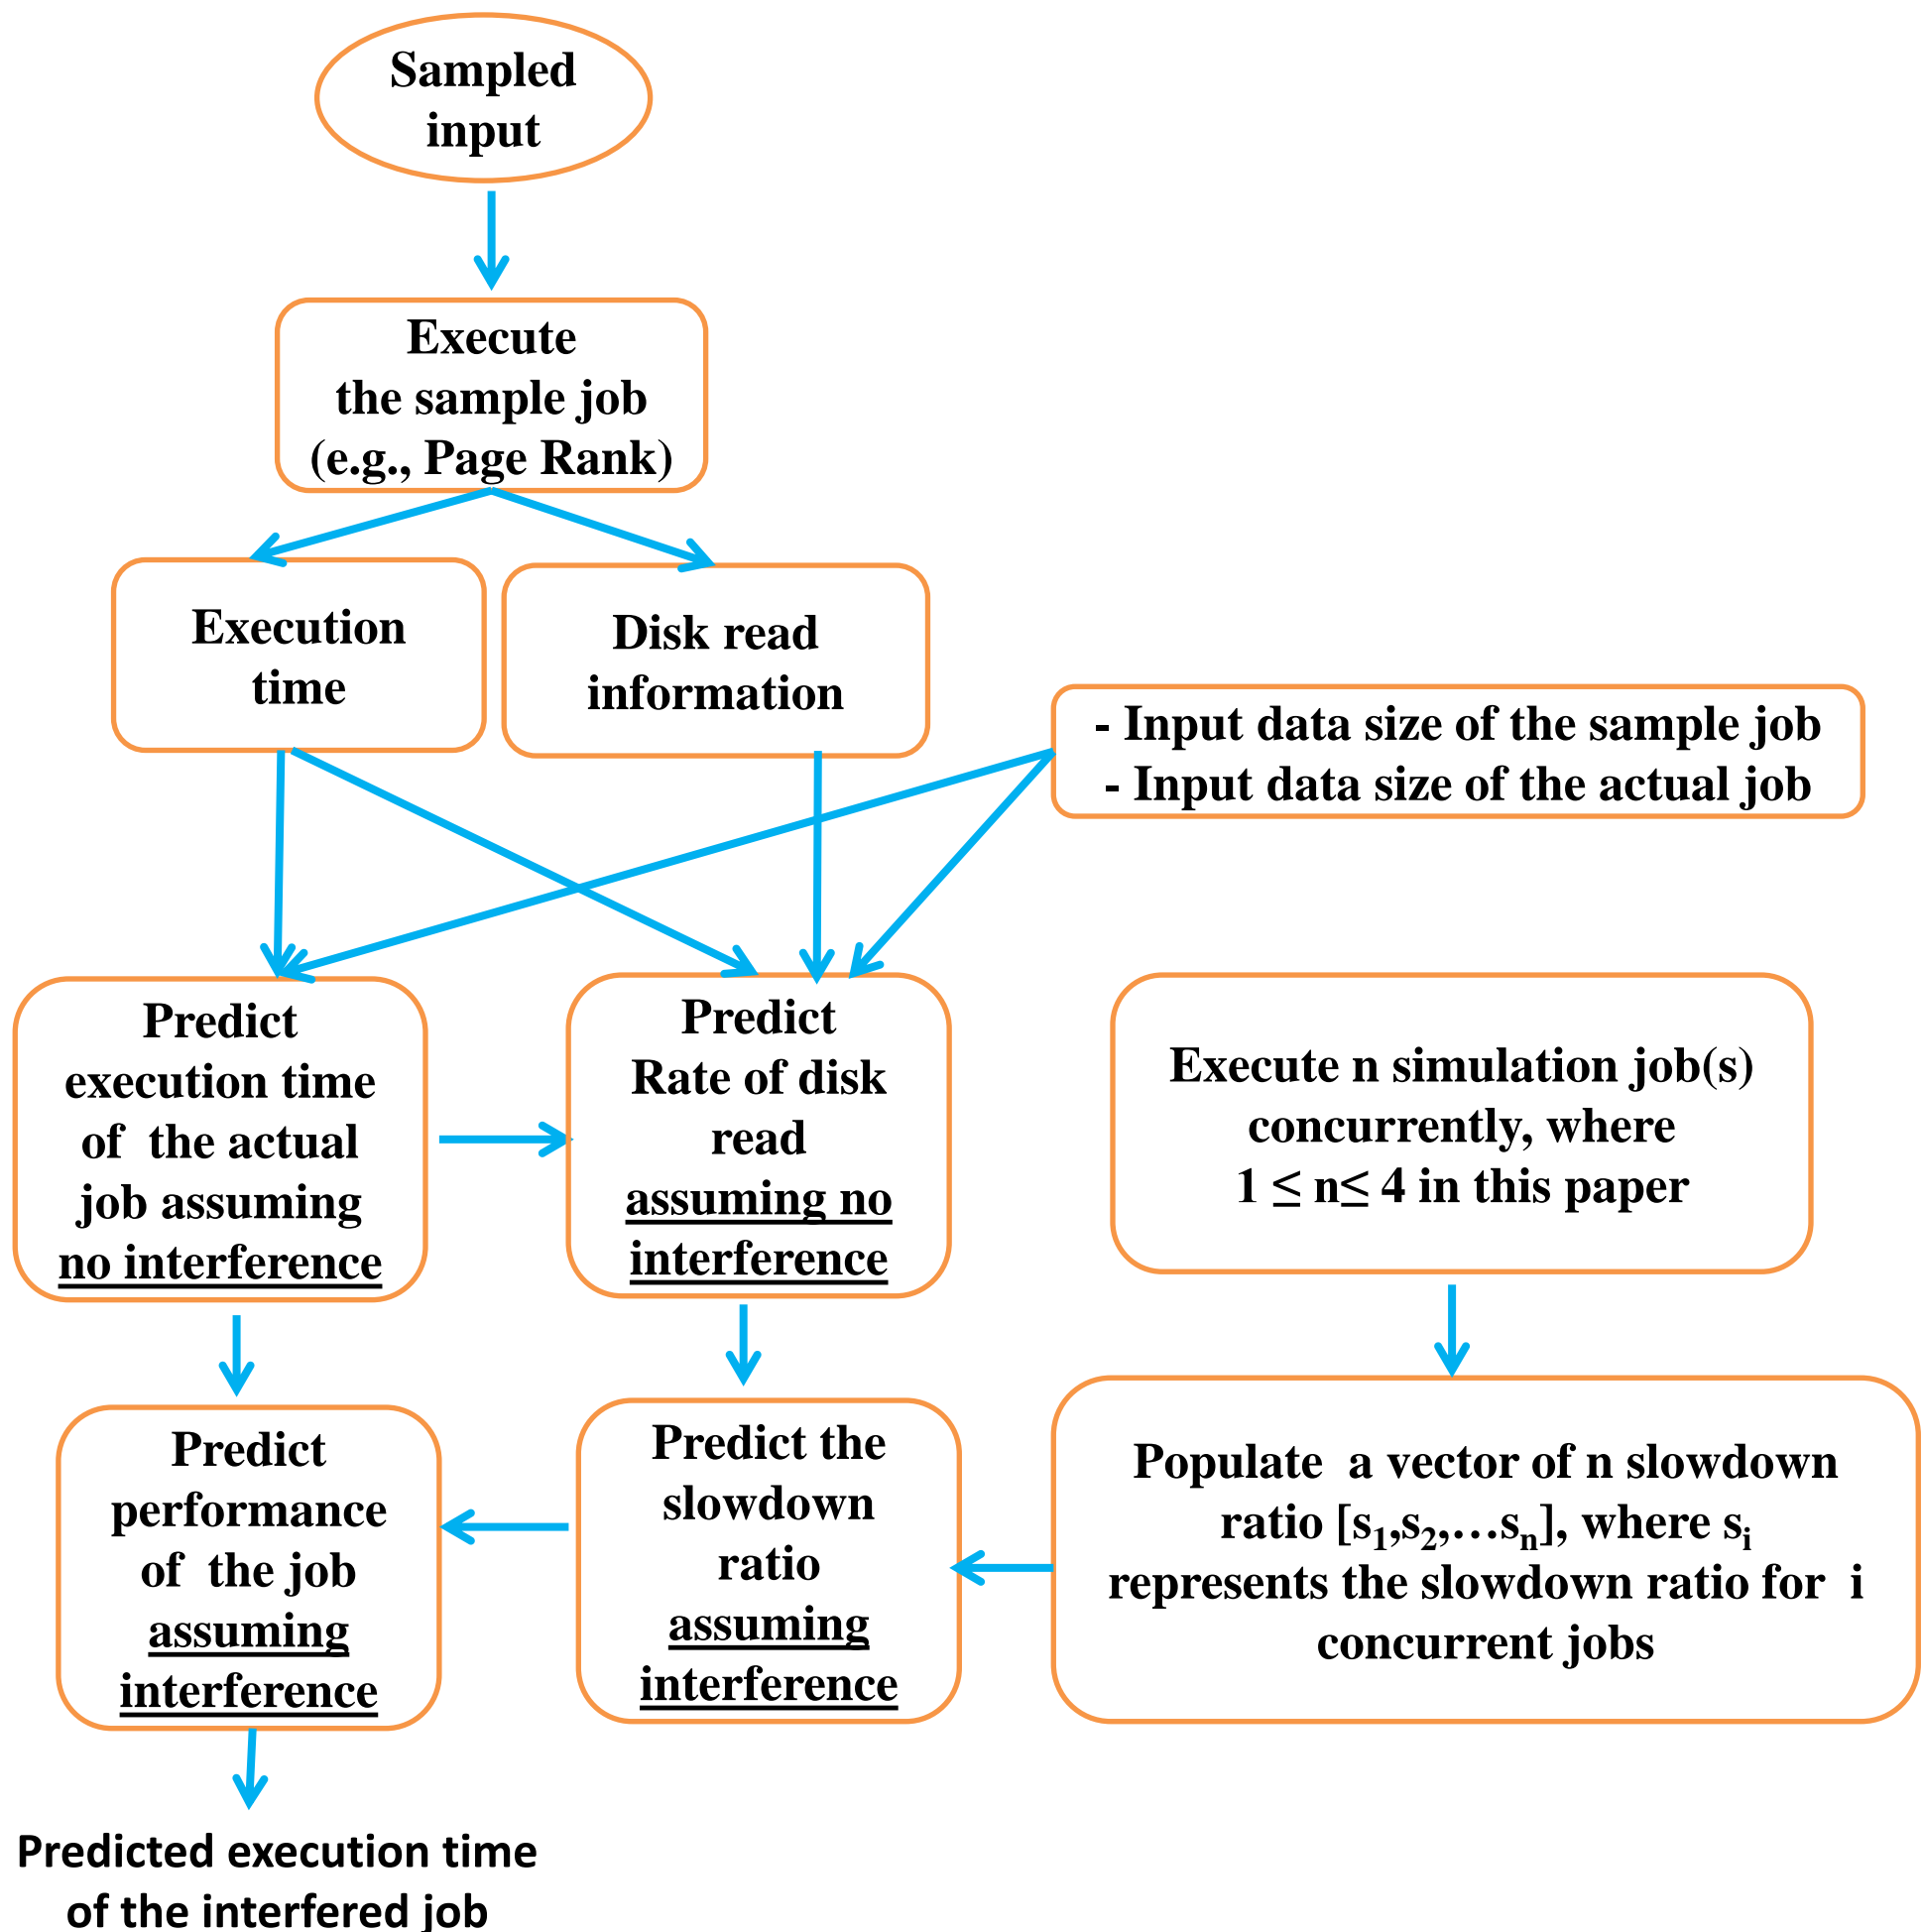 Sampled
input
Execute
the sample job
(e.g., Page Rank)
Execution
time
Disk read
information
- Input data size of the sample job
- Input data size of the actual job
Predict
execution time
of the actual
job assuming
no interference
Predict
Rate of disk
read
assuming no
interference
Execute n simulation job(s)
concurrently, where
1 ≤ n≤ 4 in this paper
Predict
performance
of the job
assuming
interference
Predict the
slowdown
ratio
assuming
interference
Populate a vector of n slowdown
ratio [s1,s2,…sn], where si
represents the slowdown ratio for i
concurrent jobs
Predicted execution time
of the interfered job